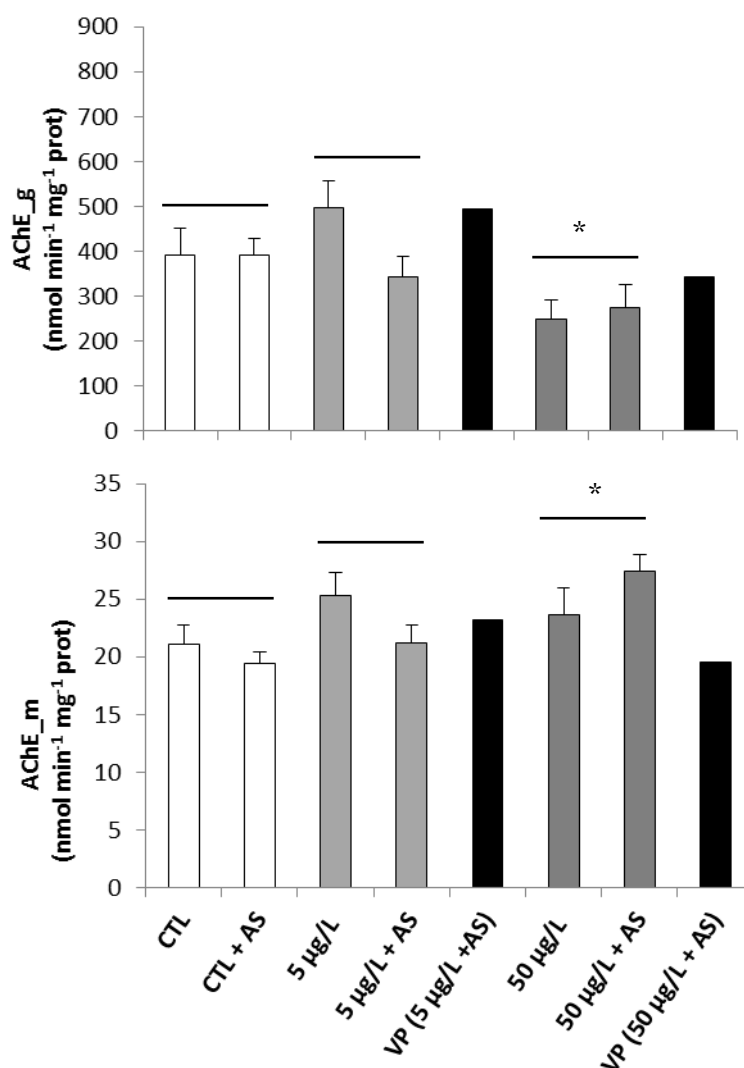 900
800
700
600
500
400
300
200
100
0
AChE_g
(nmol min-1 mg-1 prot)
*
35
30
25
20
15
10
5
0
AChE_m
(nmol min-1 mg-1 prot)
*
CTL
CTL + AS
5 µg/L
5 µg/L + AS
VP (5 µg/L +AS)
50 µg/L
50 µg/L + AS
VP (50 µg/L + AS)